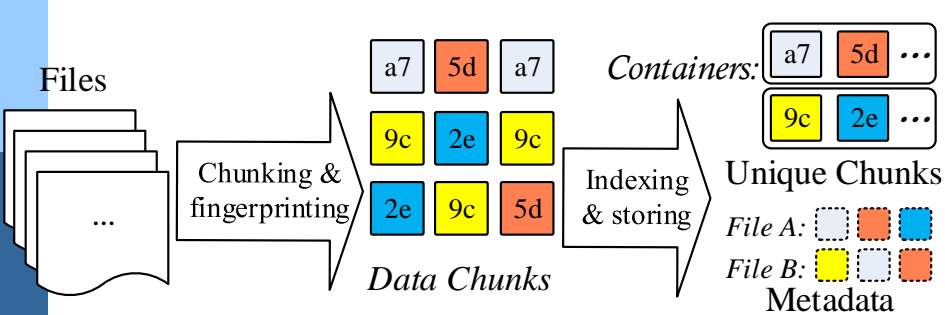 Files
...
Chunking &
fingerprinting
a7 5d a7
9c 2e 9c
2e 9c 5d
Data Chunks
Indexing
& storing
Containers: a7 5d ...
9c 2e ...
Unique Chunks
File A:
File B:
Metadata